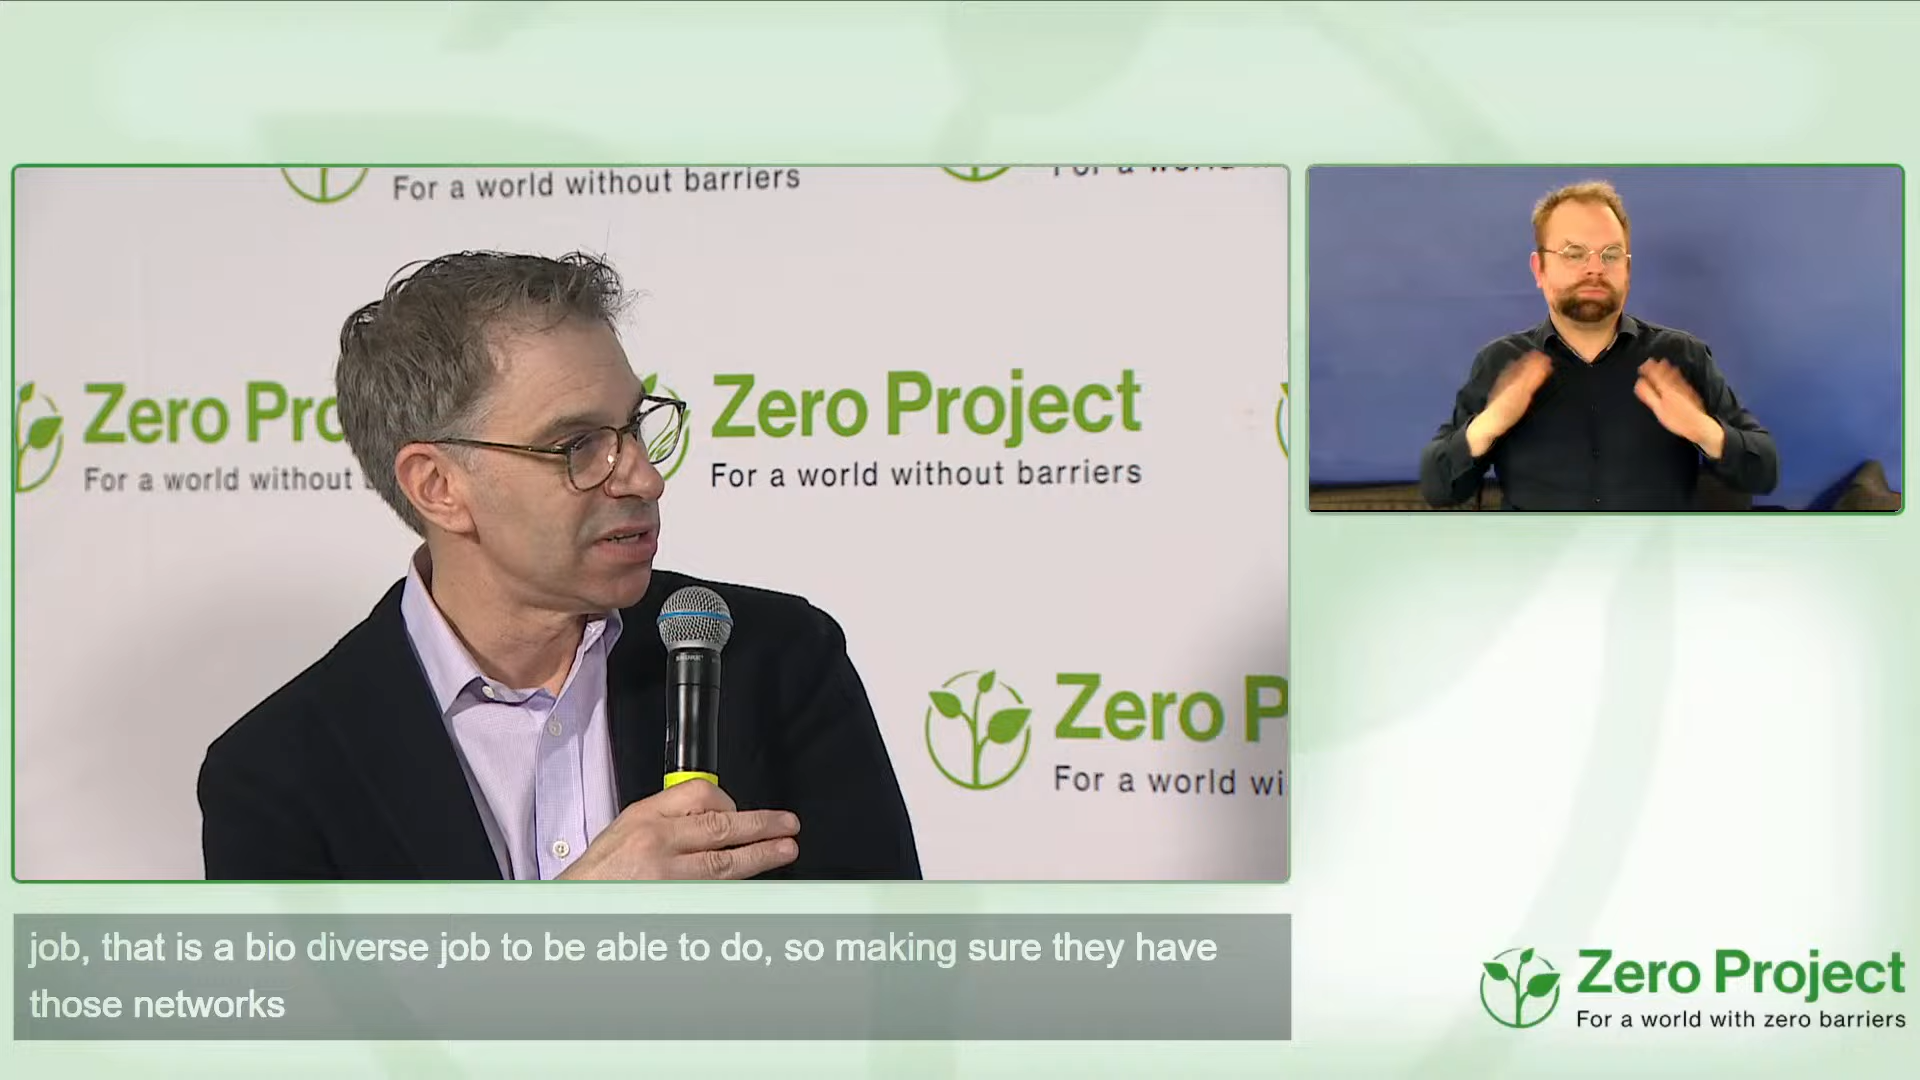 For a world without barriers
Zero Pro
For a world without
Zero Project
For a world without barriers
Zero P
For a world wi
SHURE
job, that is a bio diverse job to be able to do, so making sure they have
those networks
Zero Project
For a world with zero barriers